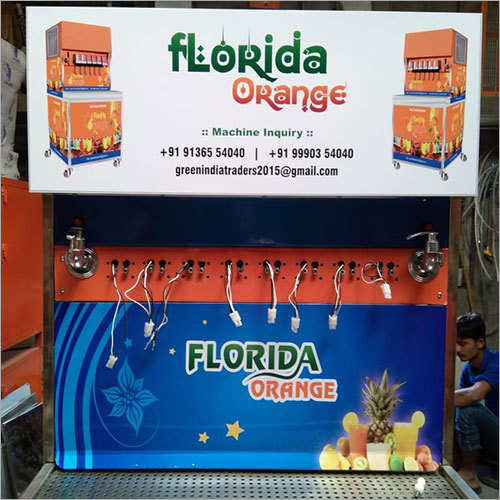 fLORida
ORange
:: Machine Inquiry ::
+91 91365 54040 | +91 99903 54040
greenindiatraders2015@gmail.com
FLORIDA
ORANGE